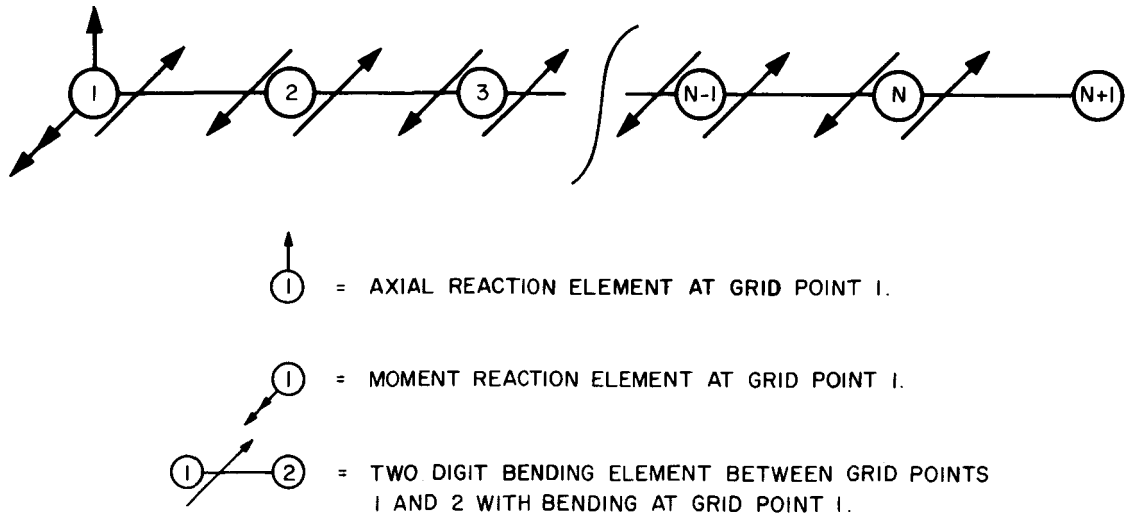 1 2 3 N-1 N N+1
1 = AXIAL REACTION ELEMENT AT GRID POINT 1.
1 = MOMENT REACTION ELEMENT AT GRID POINT 1.
1 2 = TWO DIGIT BENDING ELEMENT BETWEEN GRID POINTS
1 AND 2 WITH BENDING AT GRID POINT 1.